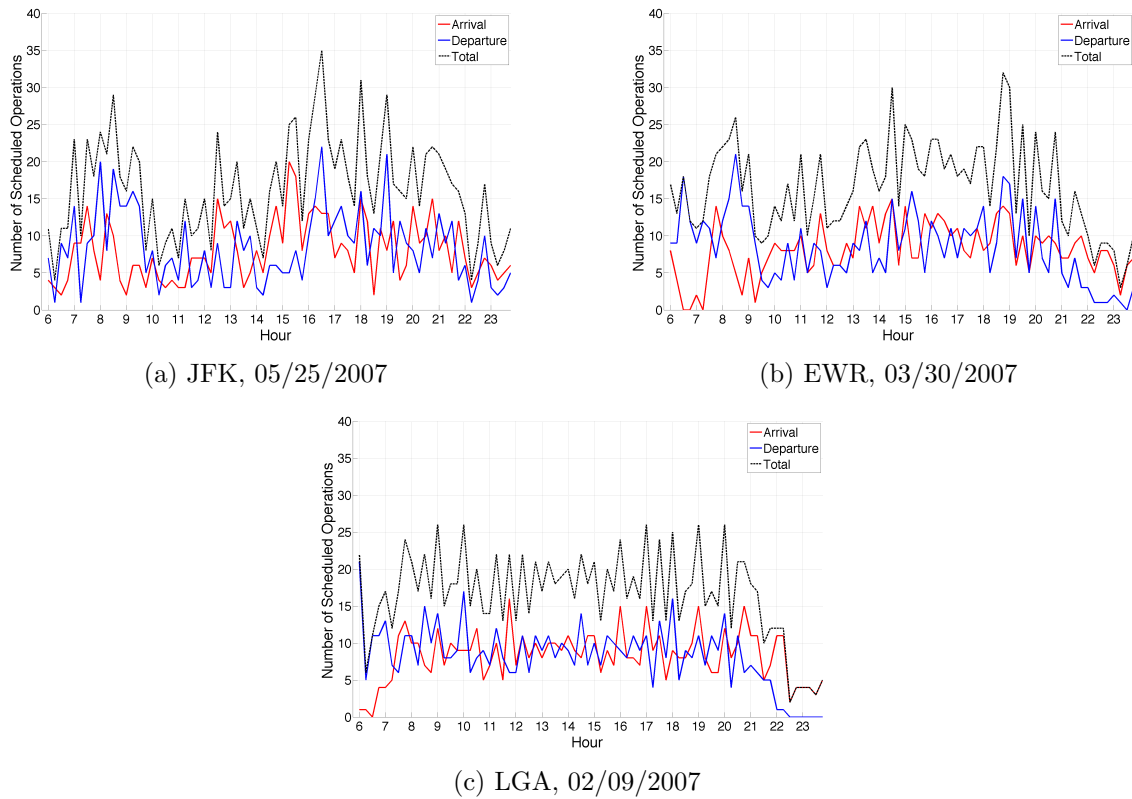 40
35
30
25
20
15
10
5
0
Number of Scheduled Operations
6 7 8 9 10 11 12 13 14 15 16 17 18 19 20 21 22 23
Hour
Arrival
Departure
Total
(a) JFK, 05/25/2007
40
35
30
25
20
15
10
5
0
Number of Scheduled Operations
6 7 8 9 10 11 12 13 14 15 16 17 18 19 20 21 22 23
Hour
Arrival
Departure
Total
(b) EWR, 03/30/2007
40
35
30
25
20
15
10
5
0
Number of Scheduled Operations
6 7 8 9 10 11 12 13 14 15 16 17 18 19 20 21 22 23
Hour
Arrival
Departure
Total
(c) LGA, 02/09/2007